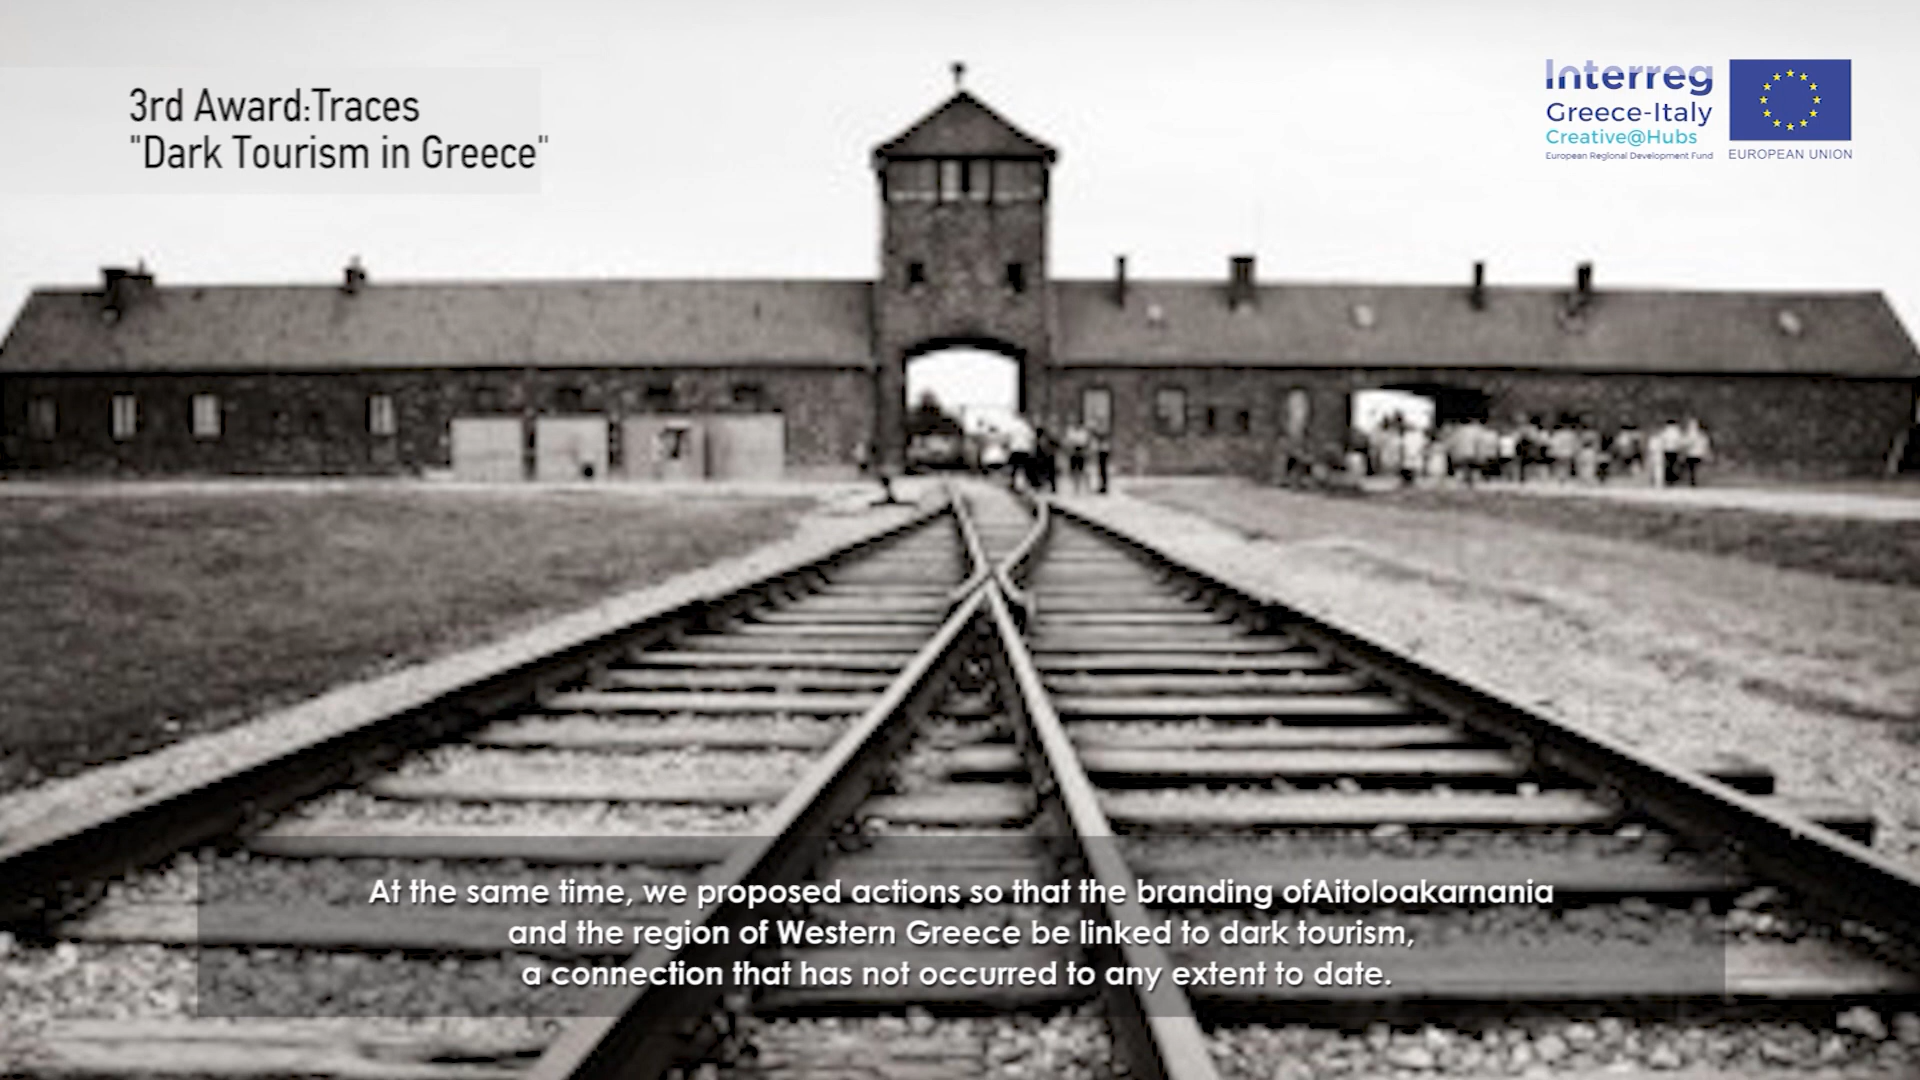 3rd Award:Traces
"Dark Tourism in Greece"
Interreg
Greece-Italy
Creative@Hubs
European Regional Development Fund
EUROPEAN UNION
At the same time, we proposed actions so that the branding ofAitoloakarnania
and the region of Western Greece be linked to dark tourism,
a connection that has not occurred to any extent to date.